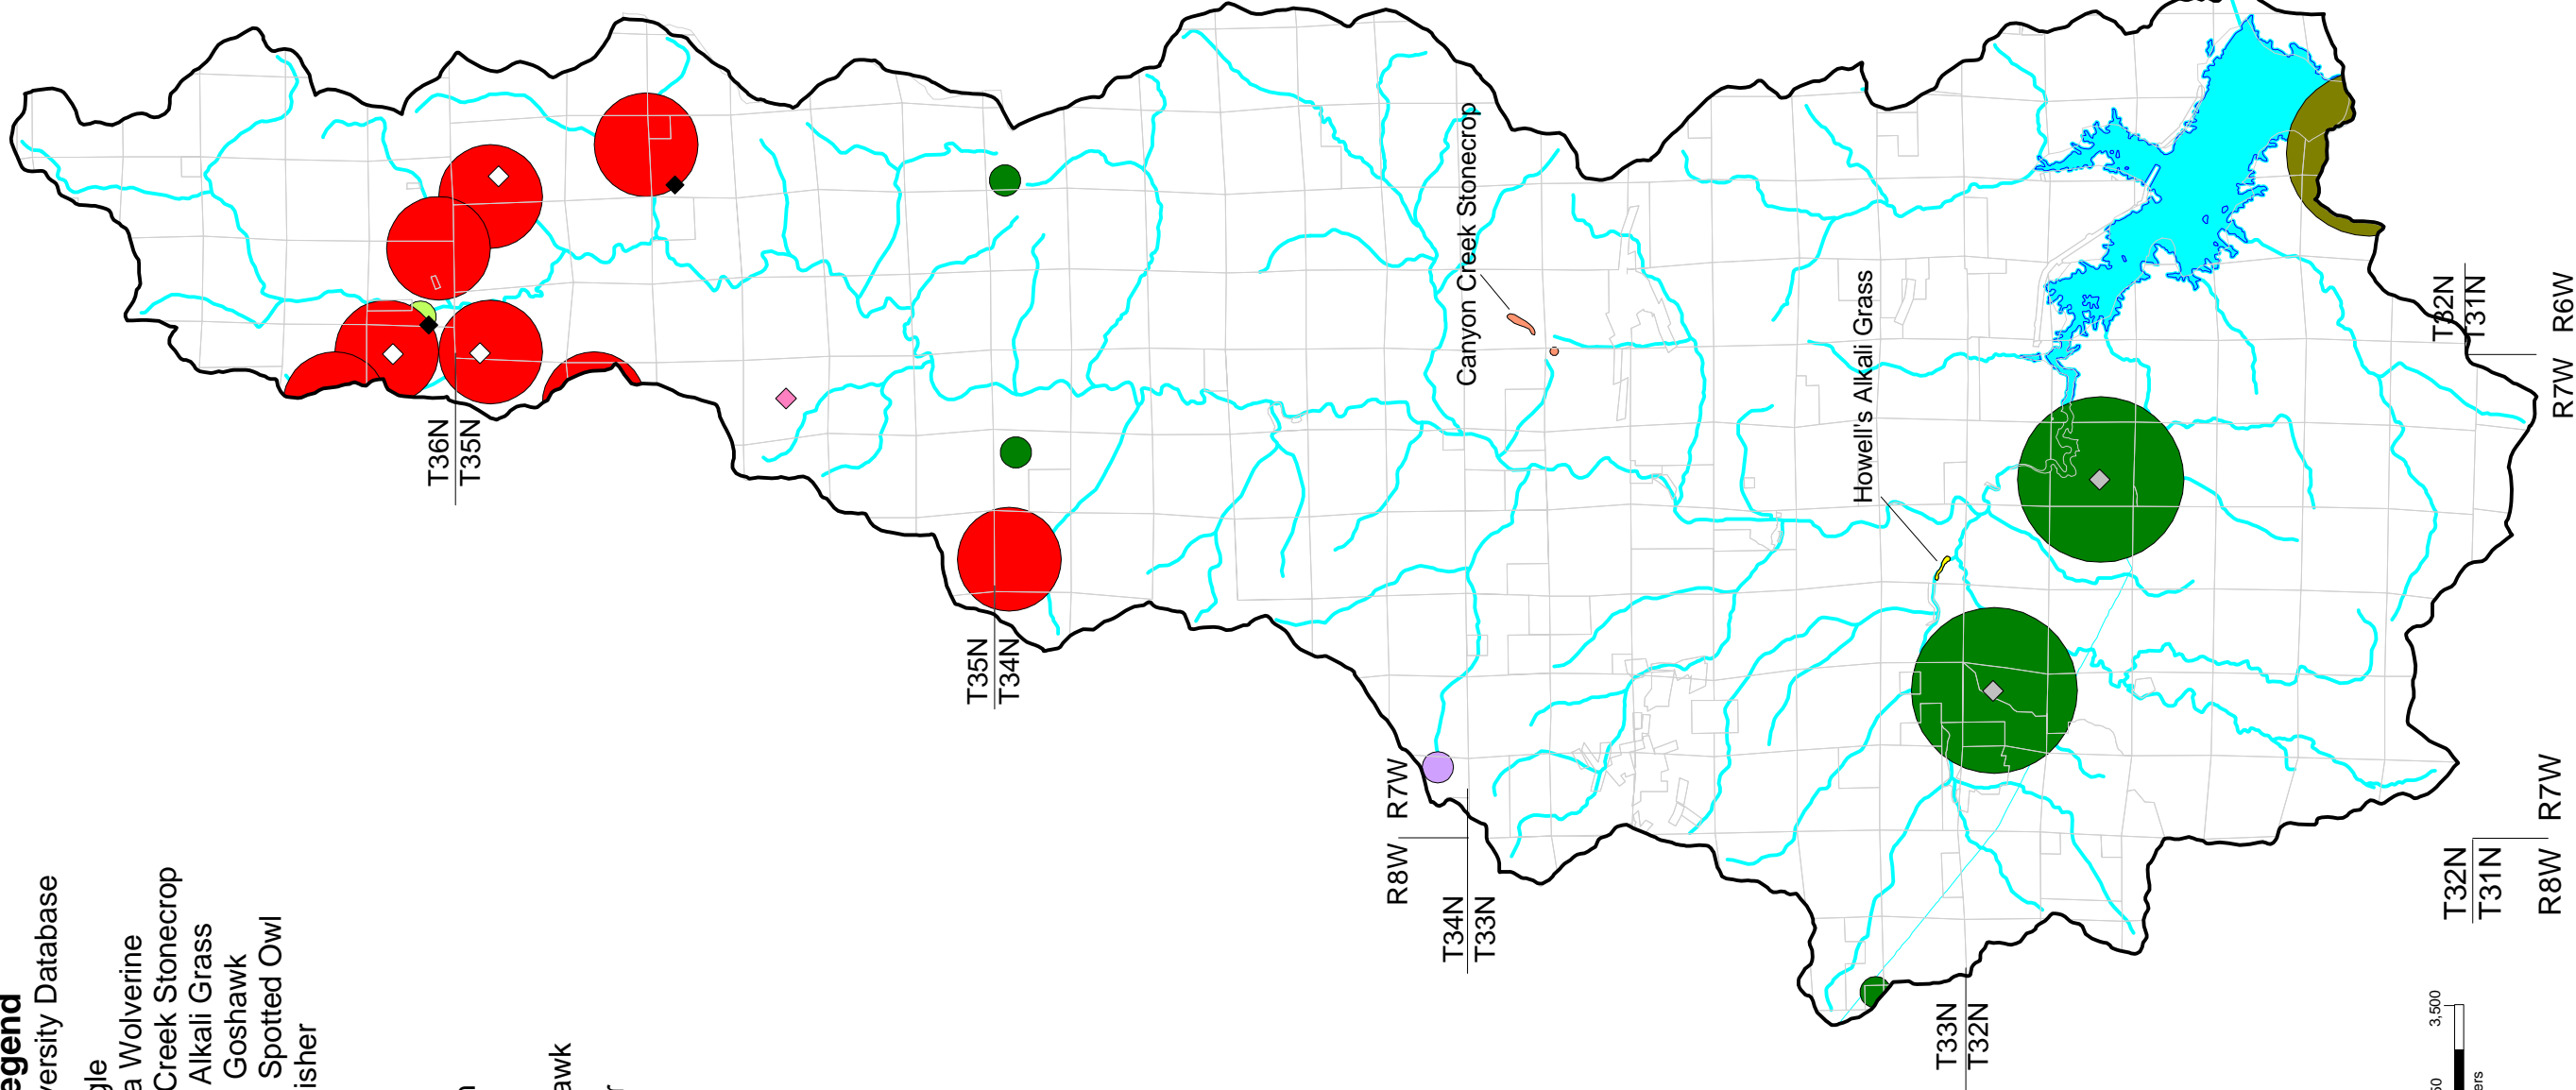 egend
versity Database
gle
a Wolverine
Creek Stonecrop
Alkali Grass
Goshawk
Spotted Owl
isher
awk
T36N
T35N
T35N
T34N
R7W
R8W
T34N
T33N
Canyon Creek Stonecrop
Howell's Alkali Grass
T33N
T32N
T32N
T31N
R6W
R7W
R7W
R8W
T32N
T31N
3,500
50
ers